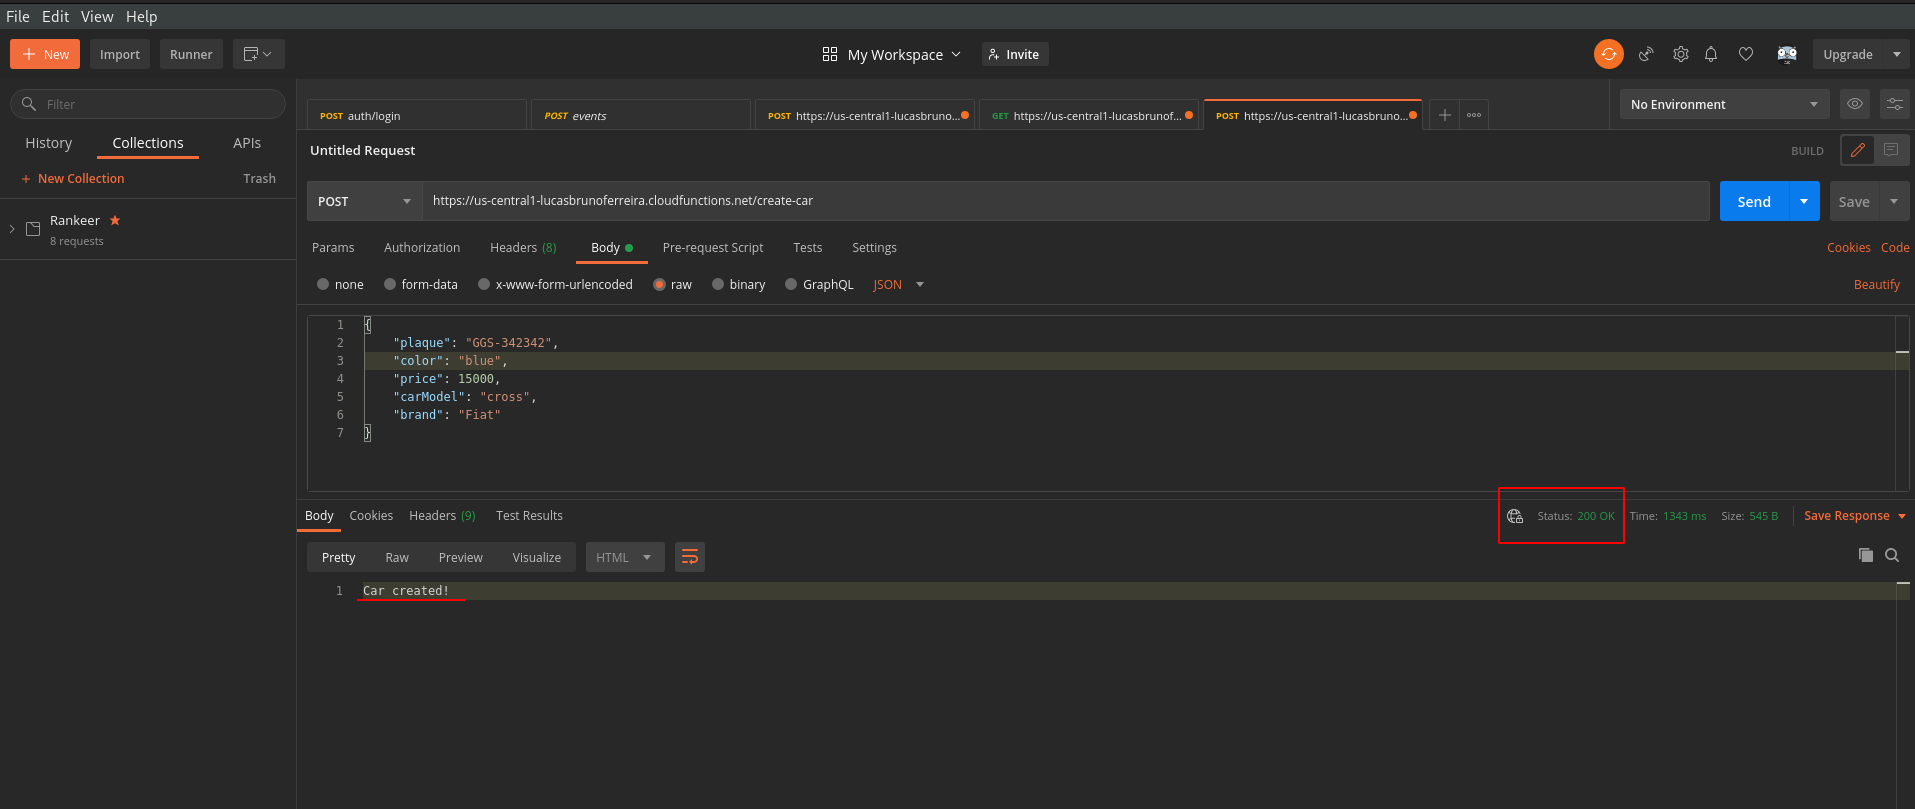 File Edit View Help
New Import Runner My Workspace Invite Upgrade
Filter
History Collections APIs
+ New Collection Trash
Rankeer
8 requests
POST auth/login POST events POST https://us-central1-lucasbruno... GET https://us-central1-lucasbrunof... POST https://us-central1-lucasbruno... No Environment
Untitled Request BUILD
POST https://us-central1-lucasbrunoferreira.cloudfunctions.net/create-car Send Save
Params Authorization Headers (8) Body Pre-request Script Tests Settings Cookies Code
none form-data x-www-form-urlencoded raw binary GraphQL JSON Beautify
1 {
2 "plaque": "GGS-342342",
3 "color": "blue",
4 "price": 15000,
5 "carModel": "cross",
6 "brand": "Fiat"
7 }
Body Cookies Headers (9) Test Results Status: 200 OK Time: 1343 ms Size: 545 B Save Response
Pretty Raw Preview Visualize HTML
1 Car created!